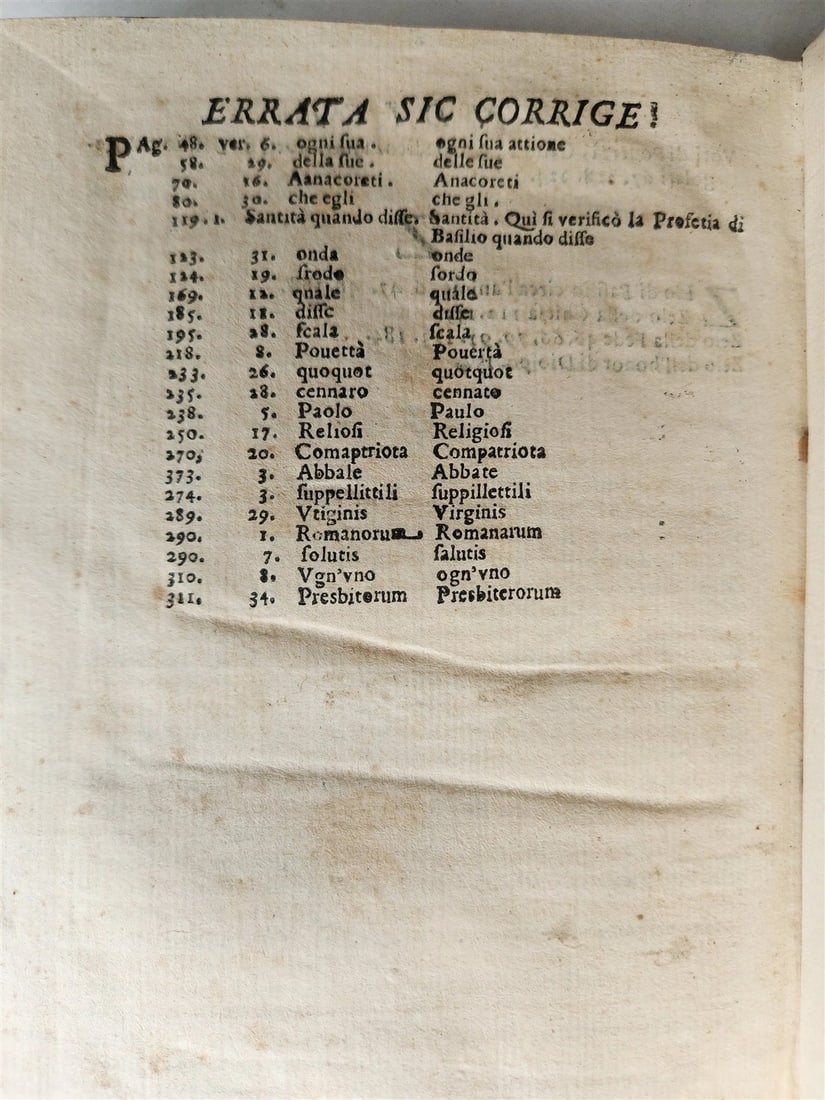 ERRATA SIC CORRIGE!
PAg. 48. ver. 6. ogni ſua. ogni ſua attione
58. 29. della ſue. delle ſue
70. 16. Aanacoreti. Anacoreti
80. 30. che egli che gli.
119. 1. Santità quando diſſe. Santità. Quì ſi verificò la Profetia di
Baſilio quando diſſe
123. 31. onda onde
124. 19. ſrodo ſordo
169. 12. quale quale
185. 11. diſſe diſſei
195. 28. ſcala ſcala
218. 8. Pouettà Pouertà
233. 26. quoquot quotquot
235. 28. cennaro cennato
238. 5. Paolo Paulo
250. 17. Relioſi Religioſi
270, 20. Comaptriota Compatriota
373. 3. Abbale Abbate
274. 3. ſuppellittili ſuppillettili
289. 29. Vtiginis Virginis
290. 1. Romanorum Romanarum
290. 7. ſolutis ſalutis
310. 8. Vgn'vno ogn'vno
311. 34. Presbitorum Presbiterorum